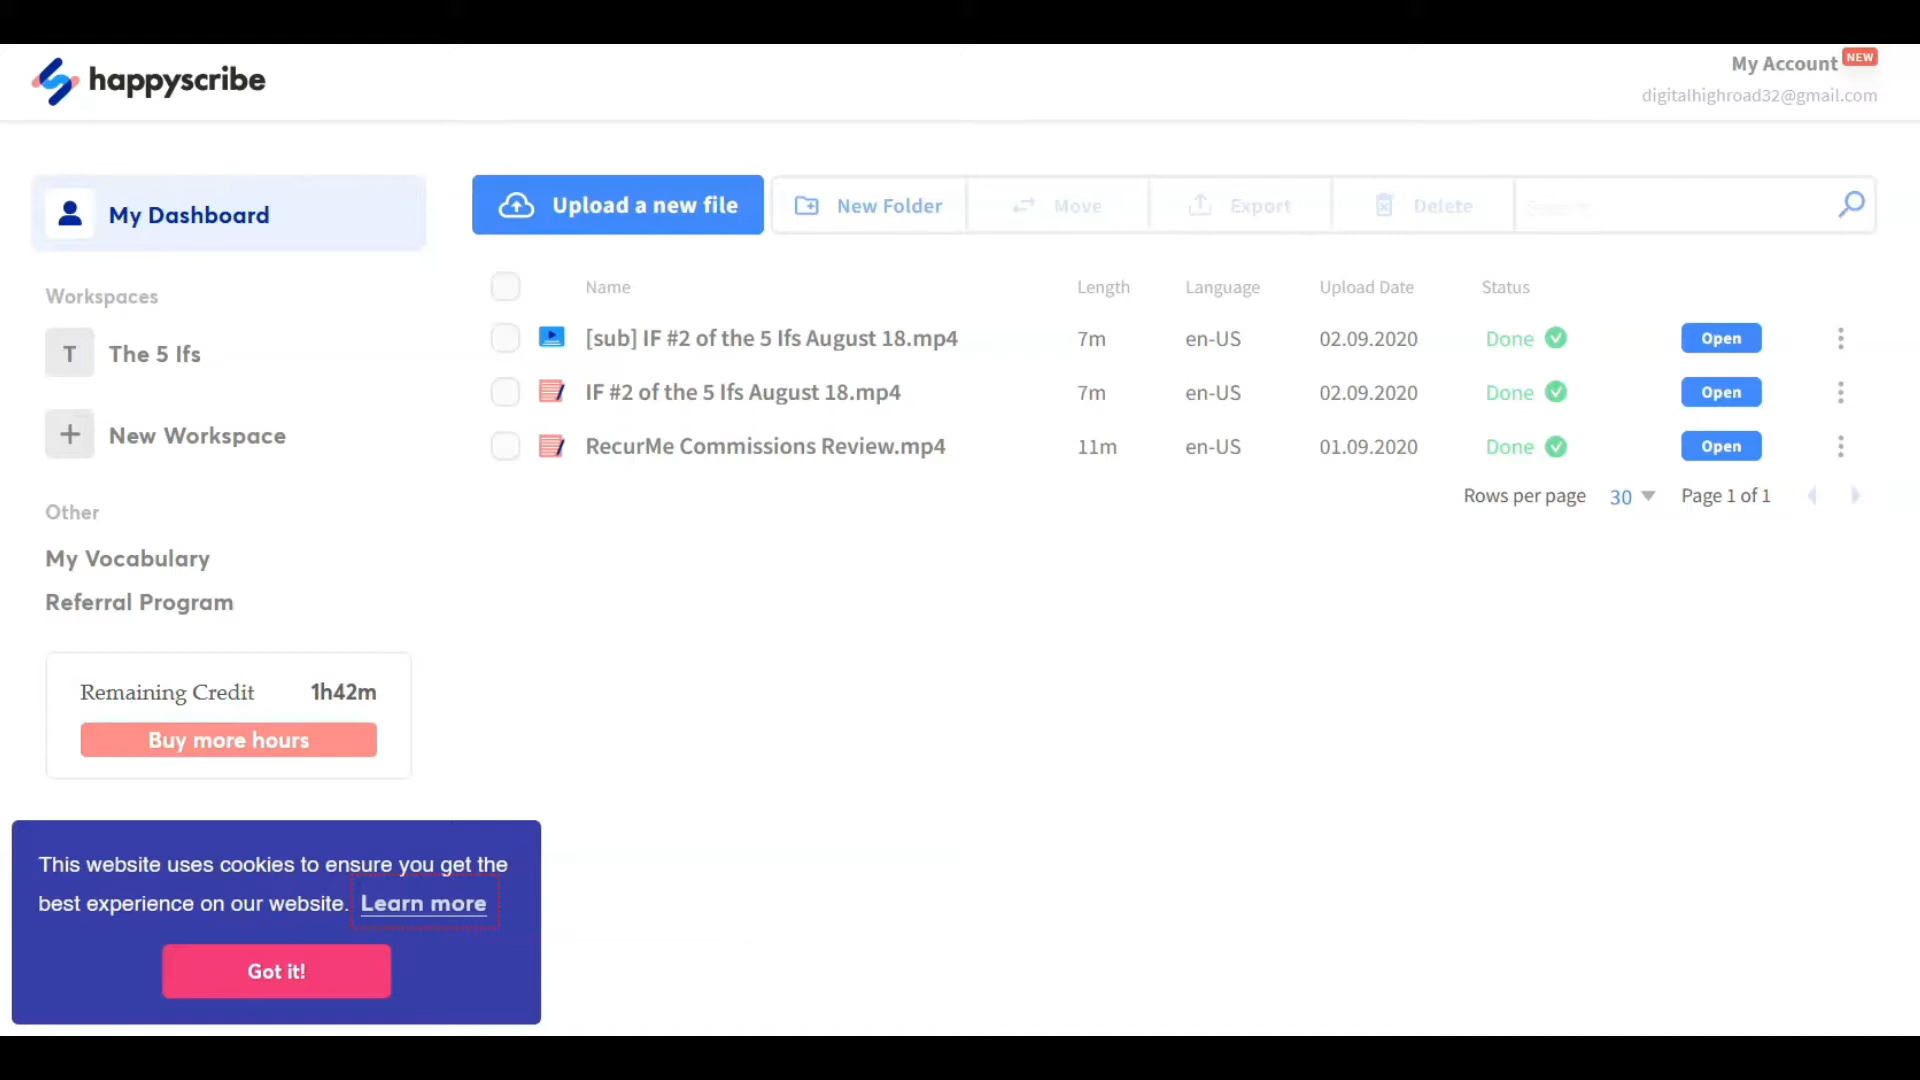 happyscribe
My Account NEW
digitalhighroad32@gmail.com
My Dashboard
Workspaces
T The 5 Ifs
New Workspace
Other
My Vocabulary
Referral Program
Remaining Credit 1h42m
Buy more hours
Upload a new file New Folder Move Export Delete
Name Length Language Upload Date Status
[sub] IF #2 of the 5 Ifs August 18.mp4 7m en-US 02.09.2020 Done Open
IF #2 of the 5 Ifs August 18.mp4 7m en-US 02.09.2020 Done Open
RecurMe Commissions Review.mp4 11m en-US 01.09.2020 Done Open
Rows per page 30 Page 1 of 1
This website uses cookies to ensure you get the
best experience on our website. Learn more
Got it!